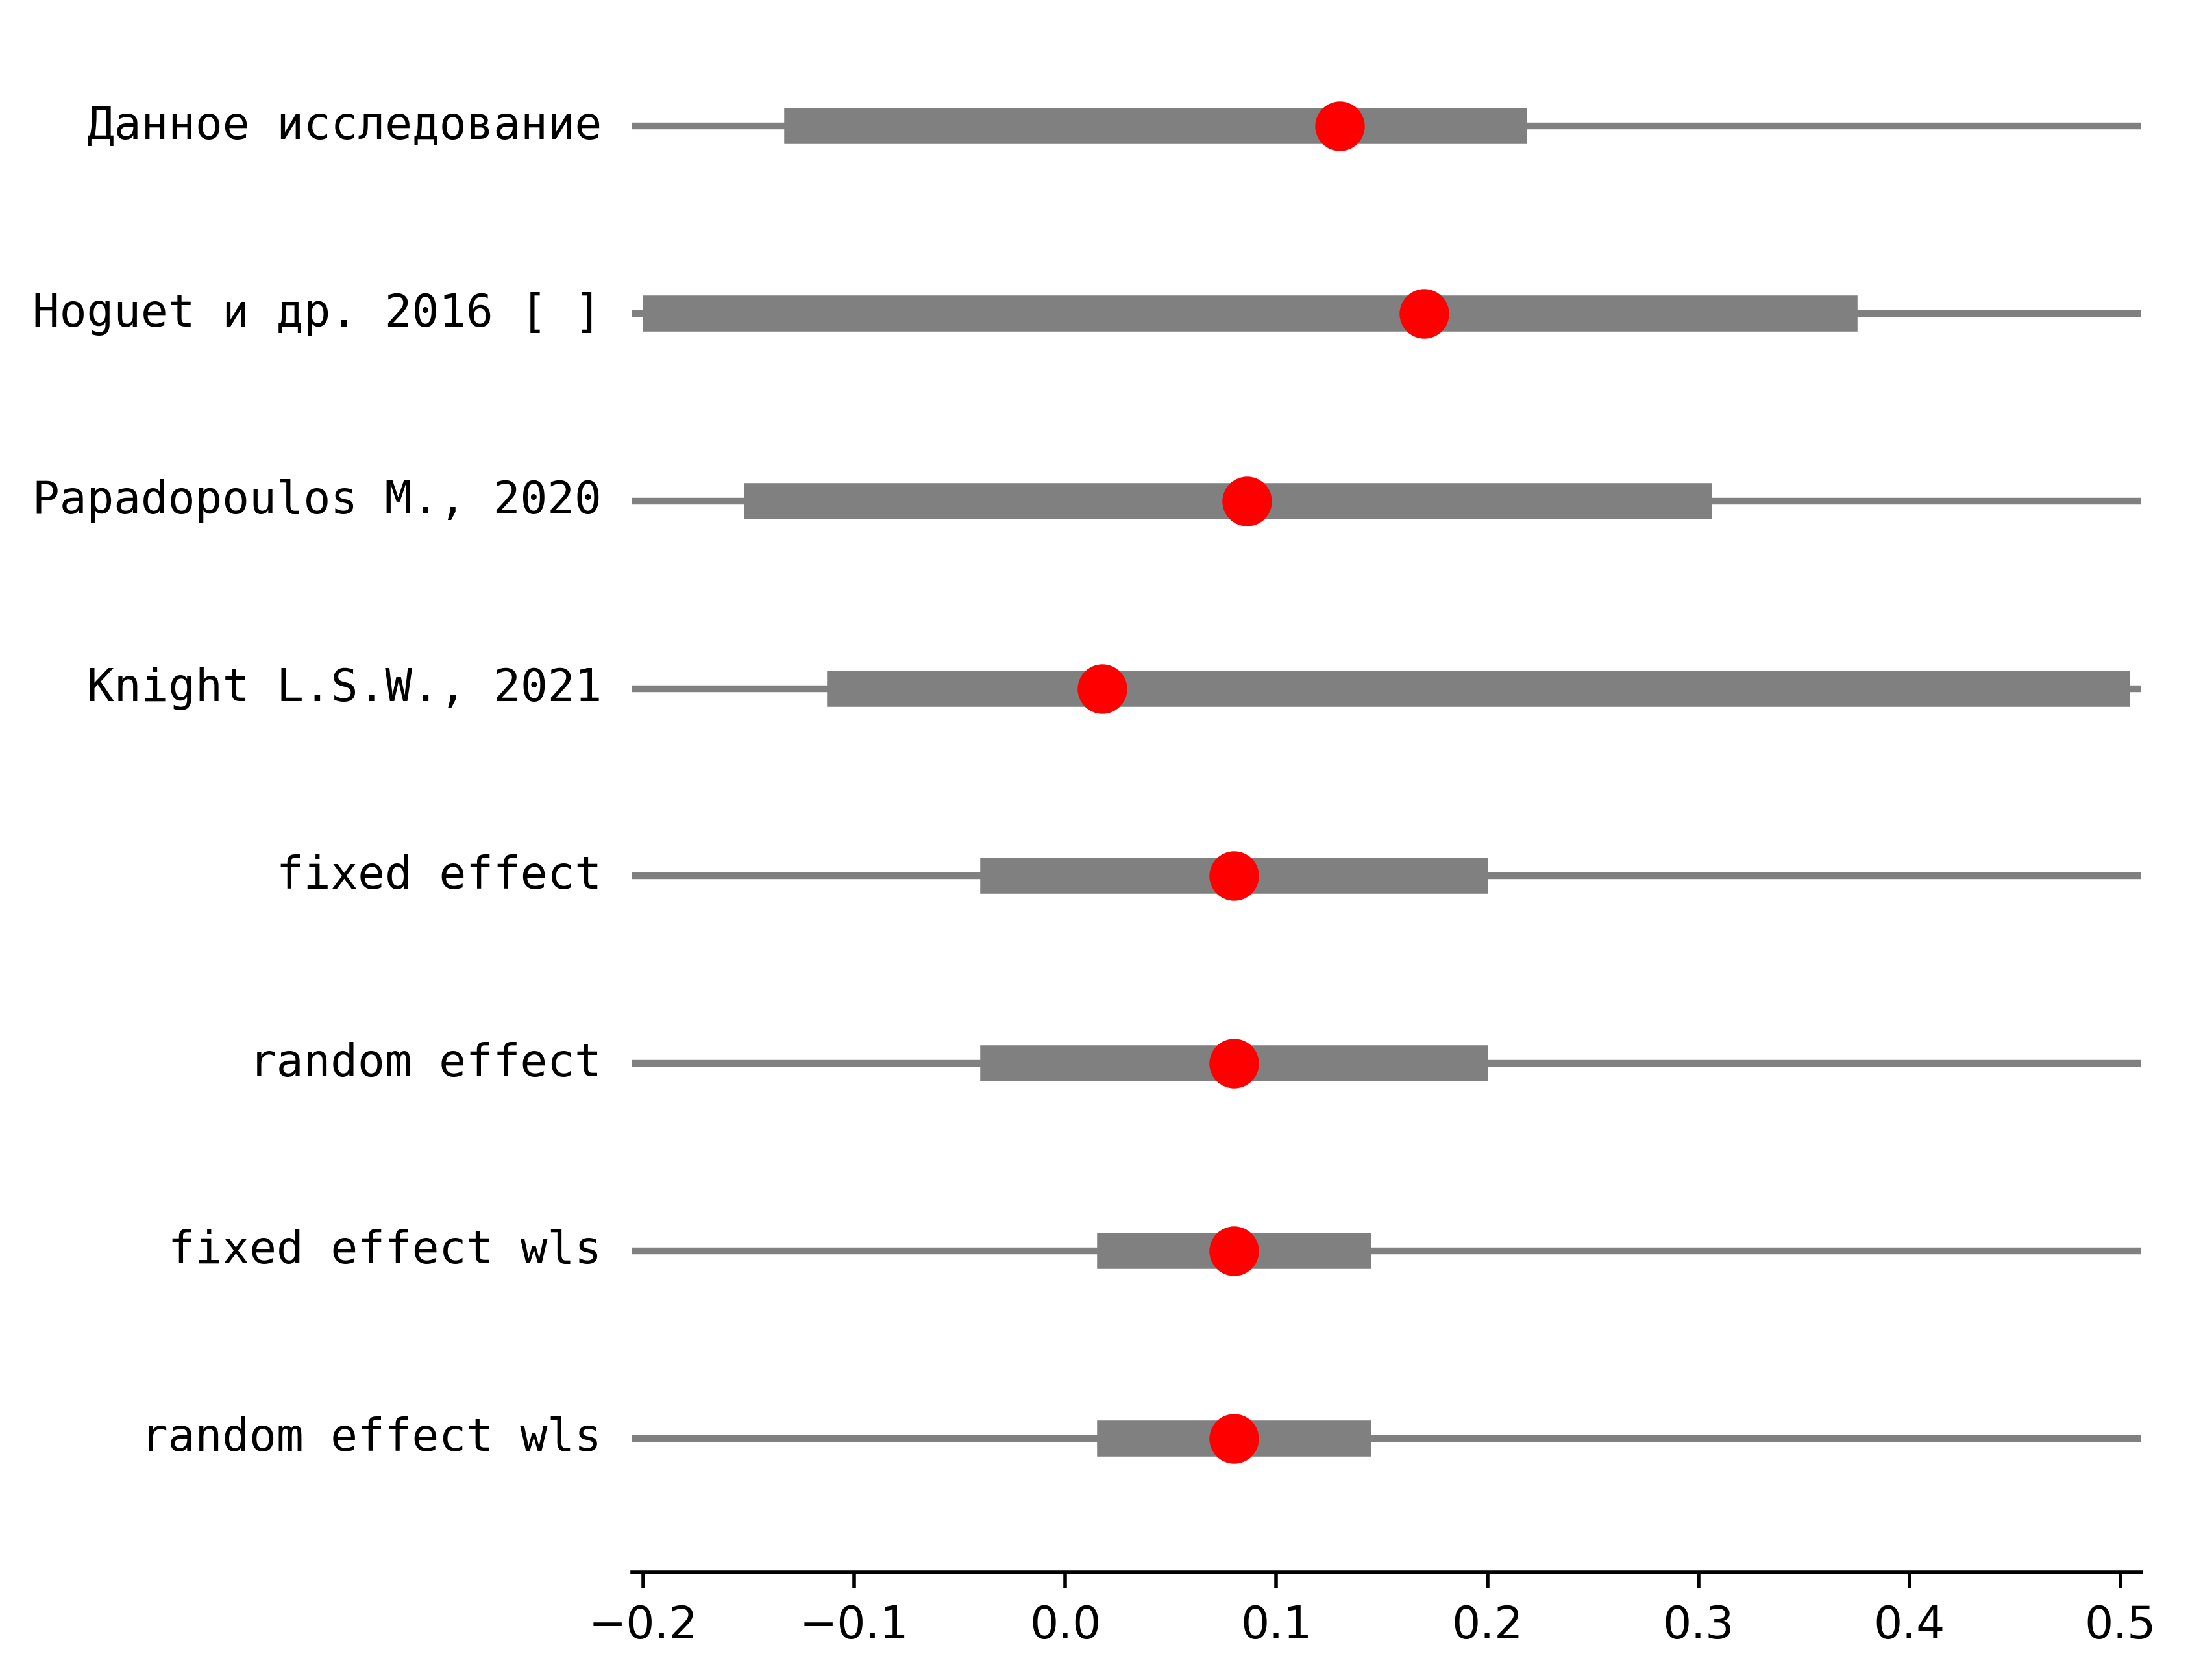 Данное исследование
Hoguet и др. 2016 [ ]
Papadopoulos M., 2020
Knight L.S.W., 2021
fixed effect
random effect
fixed effect wls
random effect wls
−0.2 −0.1 0.0 0.1 0.2 0.3 0.4 0.5